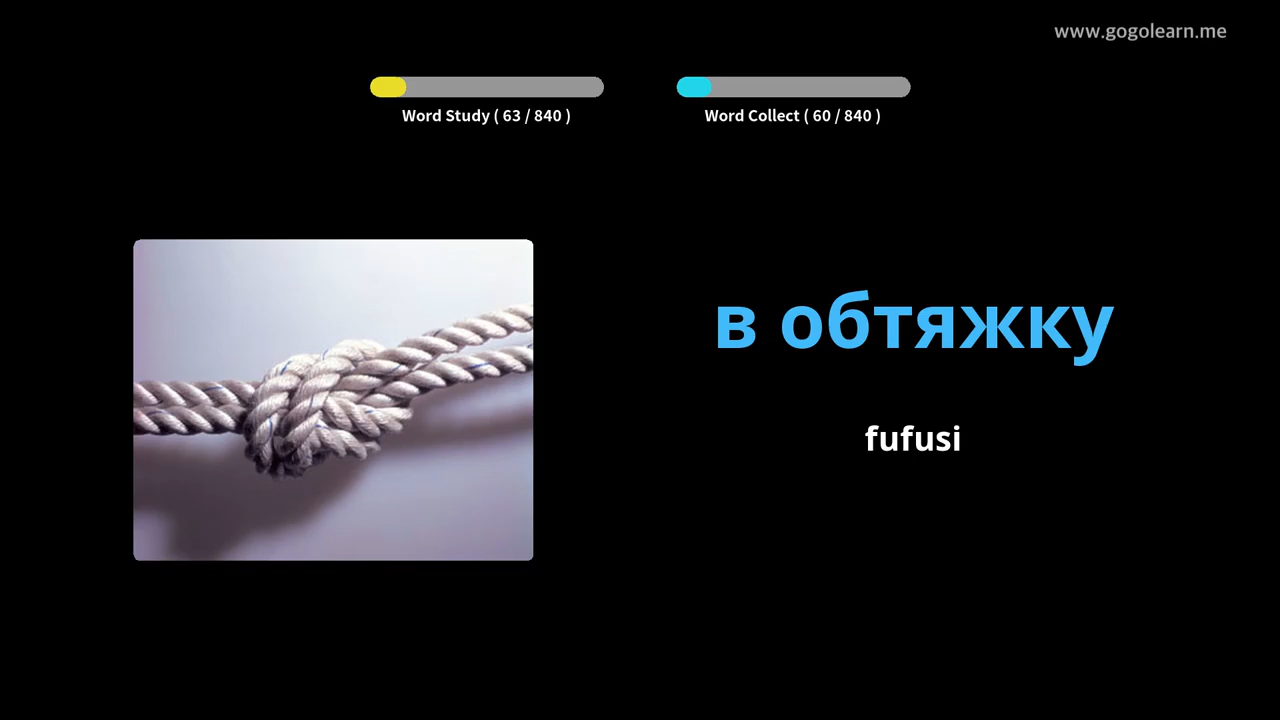 www.gogolearn.me
Word Study ( 63 / 840 )
Word Collect ( 60 / 840 )
в обтяжку
fufusi